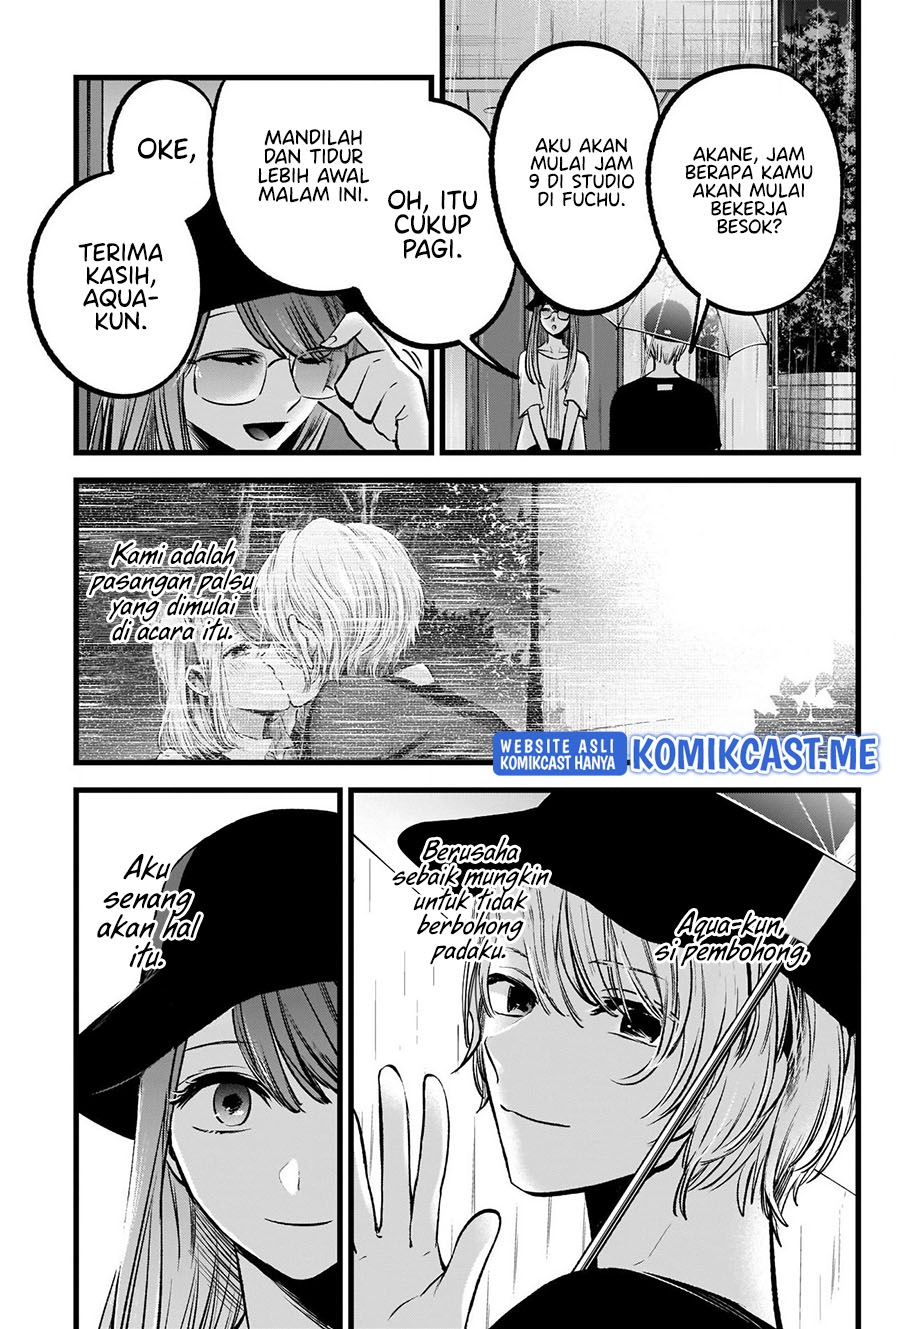 AKANE, JAM
BERAPA KAMU
AKAN MULAI
BEKERJA
BESOK?
AKU AKAN
MULAI JAM
9 DI STUDIO
DI FUCHU.
OH, ITU
CUKUP
PAGI.
MANDILAH
DAN TIDUR
LEBIH AWAL
MALAM INI.
OKE,
TERIMA
KASIH,
AQUA-
KUN.
Kami adalah
pasangan palsu
yang dimulai
di acara itu.
WEBSITE ASLI
KOMIKCAST HANYA
KOMIKCAST.ME
Aqua-kun,
si pembohong,
Berusaha
sebaik mungkin
untuk tidak
berbohong
padaku.
Aku
senang
akan hal
itu.